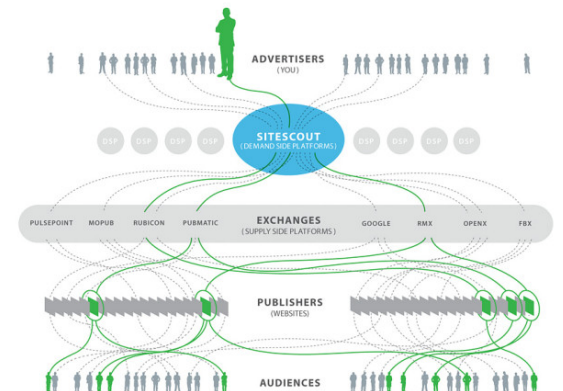 ADVERTISERS
(YOU)
DSP DSP DSP DSP
SITESCOUT
(DEMAND SIDE PLATFORMS)
DSP DSP DSP DSP
PULSEPOINT MOPUB RUBICON PUBMATIC
EXCHANGES
(SUPPLY SIDE PLATFORMS)
GOOGLE RMX OPENX FBX
PUBLISHERS
(WEBSITES)
AUDIENCES